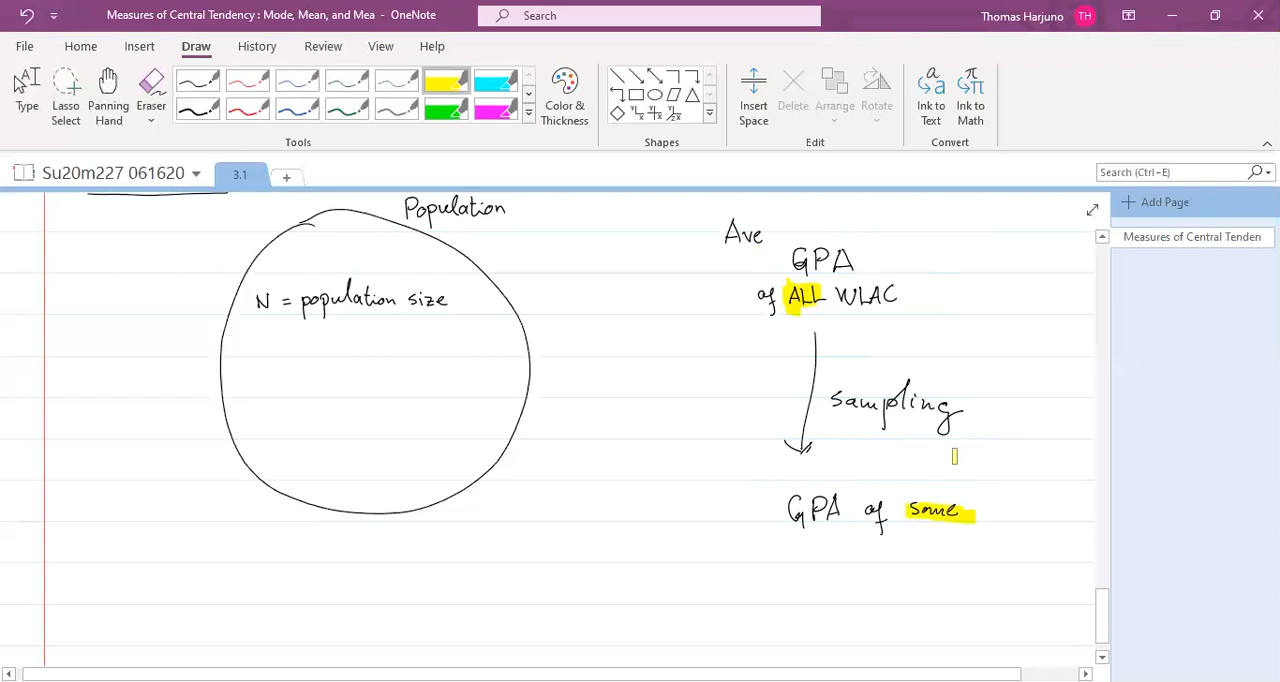 Measures of Central Tendency : Mode, Mean, and Mea - OneNote
Search
Thomas Harjuno TH
File Home Insert Draw History Review View Help
Type
Lasso Select
Panning Hand
Eraser
Color & Thickness
Insert Space
Delete
Arrange
Rotate
Ink to Text
Ink to Math
Tools Shapes Edit Convert
Su20m227 061620
3.1
Search (Ctrl+E)
Add Page
Measures of Central Tenden
Population
N = population size
Ave
GPA
of ALL WLAC
sampling
GPA of some